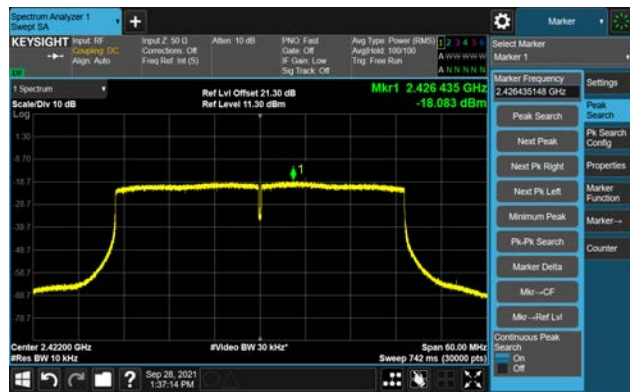 Spectrum Analyzer 1
Swept SA
Marker
KEYSIGHT Input: RF Input Z: 50 Ω Atten: 10 dB PNO: Fast Avg Type: Power (RMS) 1 2 3 4 5 6
Coupling: DC Corrections: Off Gate: Off Avg|Hold: 100/100 A W W W W W
Align: Auto Freq Ref: Int (S) IF Gain: Low Trig: Free Run
Sig Track: Off A N N N N N
Select Marker
Marker 1
1 Spectrum
Scale/Div 10 dB
Ref Lvl Offset 21.30 dB
Ref Level 11.30 dBm
Mkr1 2.426 435 GHz
-18.083 dBm
Log
1.30
-8.70
-18.7
-28.7
-38.7
-48.7
-58.7
-68.7
-78.7
1
Center 2.42200 GHz #Video BW 30 kHz* Span 60.00 MHz
#Res BW 10 kHz Sweep 742 ms (30000 pts)
Marker Frequency
2.426435148 GHz
Peak Search
Next Peak
Next Pk Right
Next Pk Left
Minimum Peak
Pk-Pk Search
Marker Delta
Mkr→CF
Mkr→Ref Lvl
Continuous Peak
Search
On
Off
Settings
Peak
Search
Pk Search
Config
Properties
Marker
Function
Marker→
Counter
Sep 28, 2021
1:37:14 PM